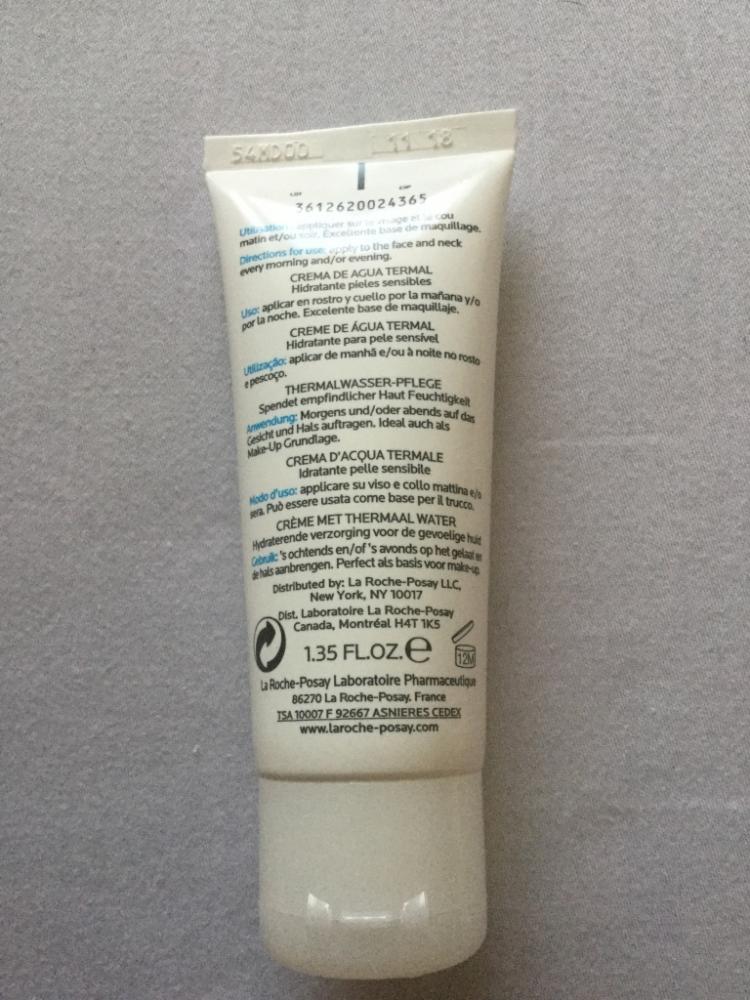 54KD00 11 18
LOT EXP
3612620024365
Utilisation: appliquer sur le visage et le cou
matin et/ou soir. Excellente base de maquillage.
Directions for use: apply to the face and neck
every morning and/or evening.
CREMA DE AGUA TERMAL
Hidratante pieles sensibles
Uso: aplicar en rostro y cuello por la mañana y/o
por la noche. Excelente base de maquillaje.
CREME DE ÁGUA TERMAL
Hidratante para pele sensível
Utilização: aplicar de manhã e/ou à noite no rosto
e pescoço.
THERMALWASSER-PFLEGE
Spendet empfindlicher Haut Feuchtigkeit
Anwendung: Morgens und/oder abends auf das
Gesicht und Hals auftragen. Ideal auch als
Make-Up Grundlage.
CREMA D'ACQUA TERMALE
Idratante pelle sensibile
Modo d'uso: applicare su viso e collo mattina e/o
sera. Può essere usata come base per il trucco.
CRÈME MET THERMAAL WATER
Hydraterende verzorging voor de gevoelige huid
Gebruik: 's ochtends en/of 's avonds op het gelaat en
de hals aanbrengen. Perfect als basis voor make-up.
Distributed by: La Roche-Posay LLC,
New York, NY 10017
Dist. Laboratoire La Roche-Posay
Canada, Montréal H4T 1K5
1.35 FL.OZ. e 12M
La Roche-Posay Laboratoire Pharmaceutique
86270 La Roche-Posay. France
TSA 10007 F 92667 ASNIERES CEDEX
www.laroche-posay.com